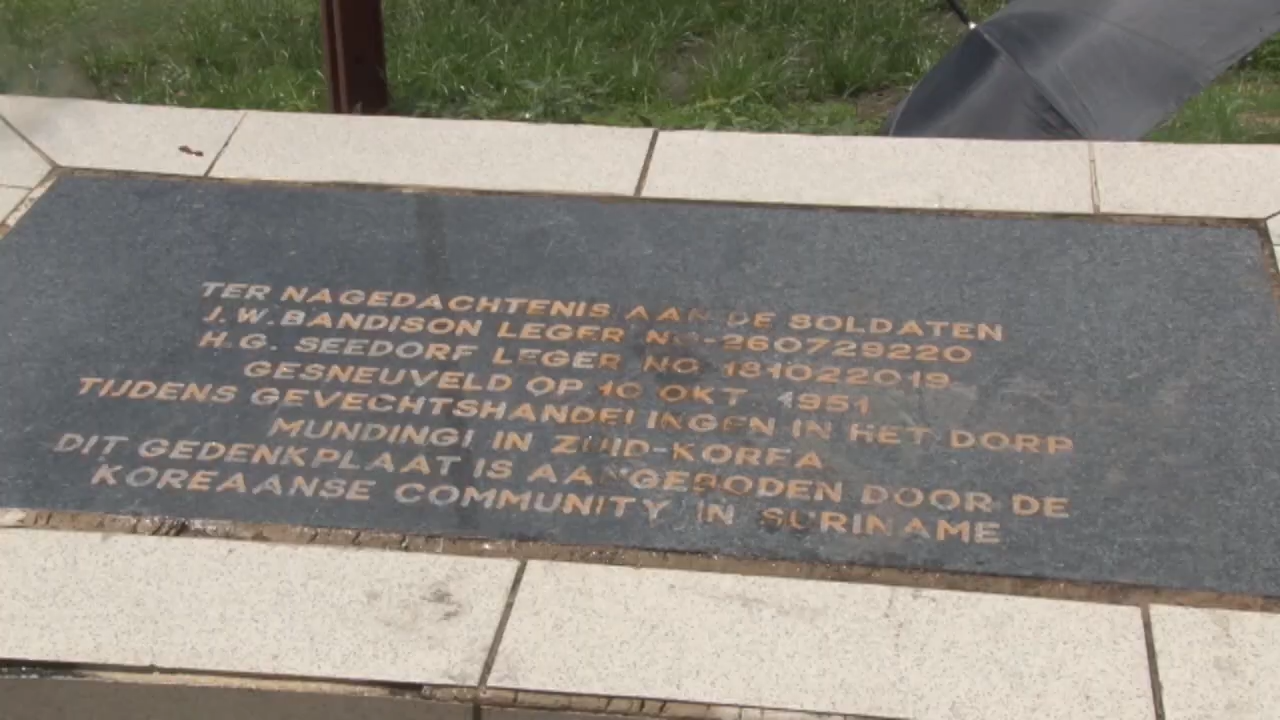 TER NAGEDACHTENIS AAN DE SOLDATEN
J.W.BANDISON LEGER NO-260729220
H.G. SEEDORF LEGER NO 181022019
GESNEUVELD OP 10 OKT 1951
TIJDENS GEVECHTSHANDELINGEN IN HET DORP
MUNDINGI IN ZUID-KOREA
DIT GEDENKPLAAT IS AANGEBODEN DOOR DE
KOREAANSE COMMUNITY IN SURINAME